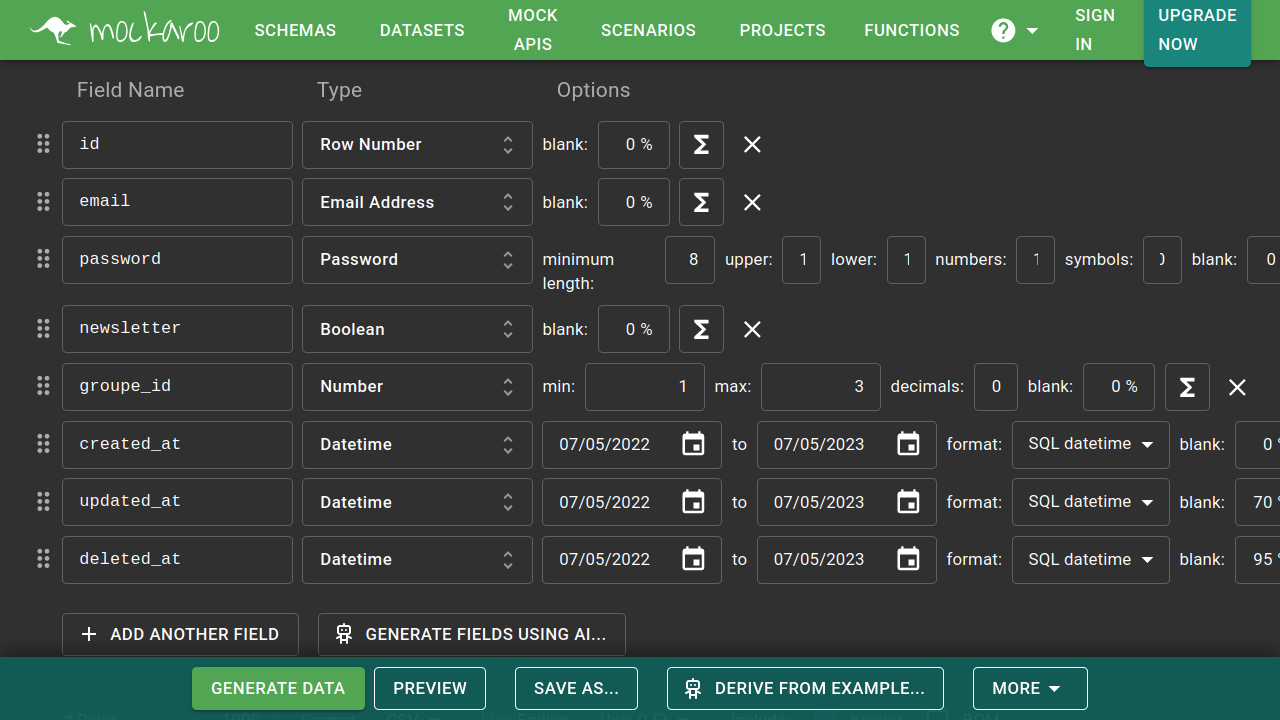 mockaroo SCHEMAS DATASETS MOCK APIS SCENARIOS PROJECTS FUNCTIONS ? SIGN IN UPGRADE NOW
Field Name Type Options
id Row Number blank: 0 % Σ
email Email Address blank: 0 % Σ
password Password minimum length: 8 upper: 1 lower: 1 numbers: 1 symbols: 0 blank: 0
newsletter Boolean blank: 0 % Σ
groupe_id Number min: 1 max: 3 decimals: 0 blank: 0 % Σ
created_at Datetime 07/05/2022 to 07/05/2023 format: SQL datetime blank: 0 %
updated_at Datetime 07/05/2022 to 07/05/2023 format: SQL datetime blank: 70 %
deleted_at Datetime 07/05/2022 to 07/05/2023 format: SQL datetime blank: 95 %
ADD ANOTHER FIELD GENERATE FIELDS USING AI...
GENERATE DATA PREVIEW SAVE AS... DERIVE FROM EXAMPLE... MORE